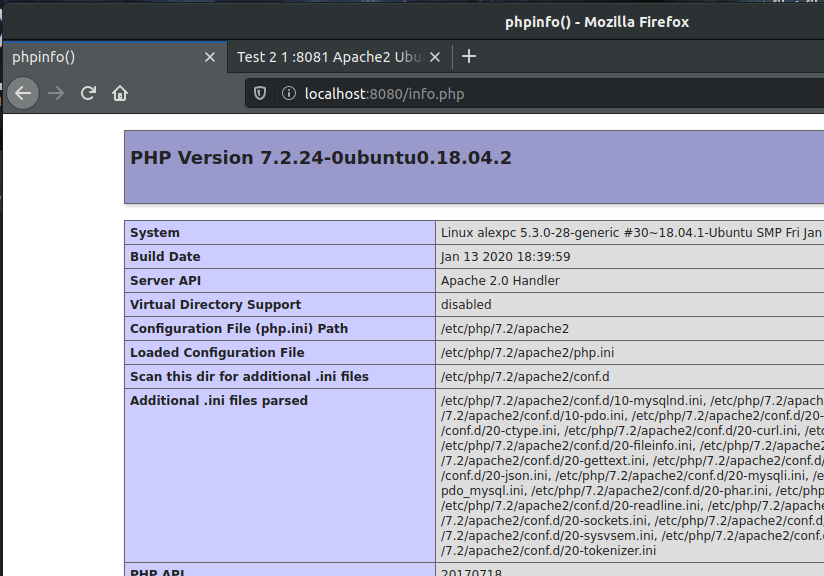 phpinfo() - Mozilla Firefox
phpinfo()
Test 2 1 :8081 Apache2 Ubu
localhost:8080/info.php
PHP Version 7.2.24-0ubuntu0.18.04.2
System Linux alexpc 5.3.0-28-generic #30~18.04.1-Ubuntu SMP Fri Jan
Build Date Jan 13 2020 18:39:59
Server API Apache 2.0 Handler
Virtual Directory Support disabled
Configuration File (php.ini) Path /etc/php/7.2/apache2
Loaded Configuration File /etc/php/7.2/apache2/php.ini
Scan this dir for additional .ini files /etc/php/7.2/apache2/conf.d
Additional .ini files parsed /etc/php/7.2/apache2/conf.d/10-mysqlnd.ini, /etc/php/7.2/apach
/7.2/apache2/conf.d/10-pdo.ini, /etc/php/7.2/apache2/conf.d/20-
/conf.d/20-ctype.ini, /etc/php/7.2/apache2/conf.d/20-curl.ini, /etc
/etc/php/7.2/apache2/conf.d/20-fileinfo.ini, /etc/php/7.2/apache2
/7.2/apache2/conf.d/20-gettext.ini, /etc/php/7.2/apache2/conf.d/
/conf.d/20-json.ini, /etc/php/7.2/apache2/conf.d/20-mysqli.ini, /e
pdo_mysql.ini, /etc/php/7.2/apache2/conf.d/20-phar.ini, /etc/php
/etc/php/7.2/apache2/conf.d/20-readline.ini, /etc/php/7.2/apache
/7.2/apache2/conf.d/20-sockets.ini, /etc/php/7.2/apache2/conf.d,
/7.2/apache2/conf.d/20-sysvsem.ini, /etc/php/7.2/apache2/conf.d
/7.2/apache2/conf.d/20-tokenizer.ini
PHP API 20170718